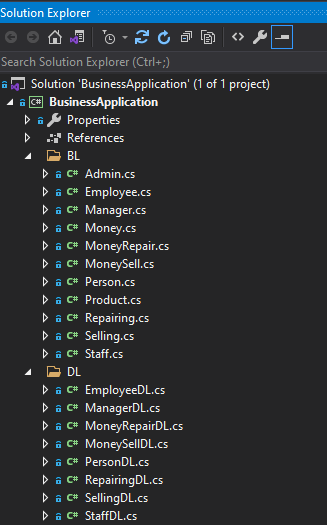 Solution Explorer
Search Solution Explorer (Ctrl+;)
Solution 'BusinessApplication' (1 of 1 project)
C# BusinessApplication
Properties
References
BL
C# Admin.cs
C# Employee.cs
C# Manager.cs
C# Money.cs
C# MoneyRepair.cs
C# MoneySell.cs
C# Person.cs
C# Product.cs
C# Repairing.cs
C# Selling.cs
C# Staff.cs
DL
C# EmployeeDL.cs
C# ManagerDL.cs
C# MoneyRepairDL.cs
C# MoneySellDL.cs
C# PersonDL.cs
C# RepairingDL.cs
C# SellingDL.cs
C# StaffDL.cs